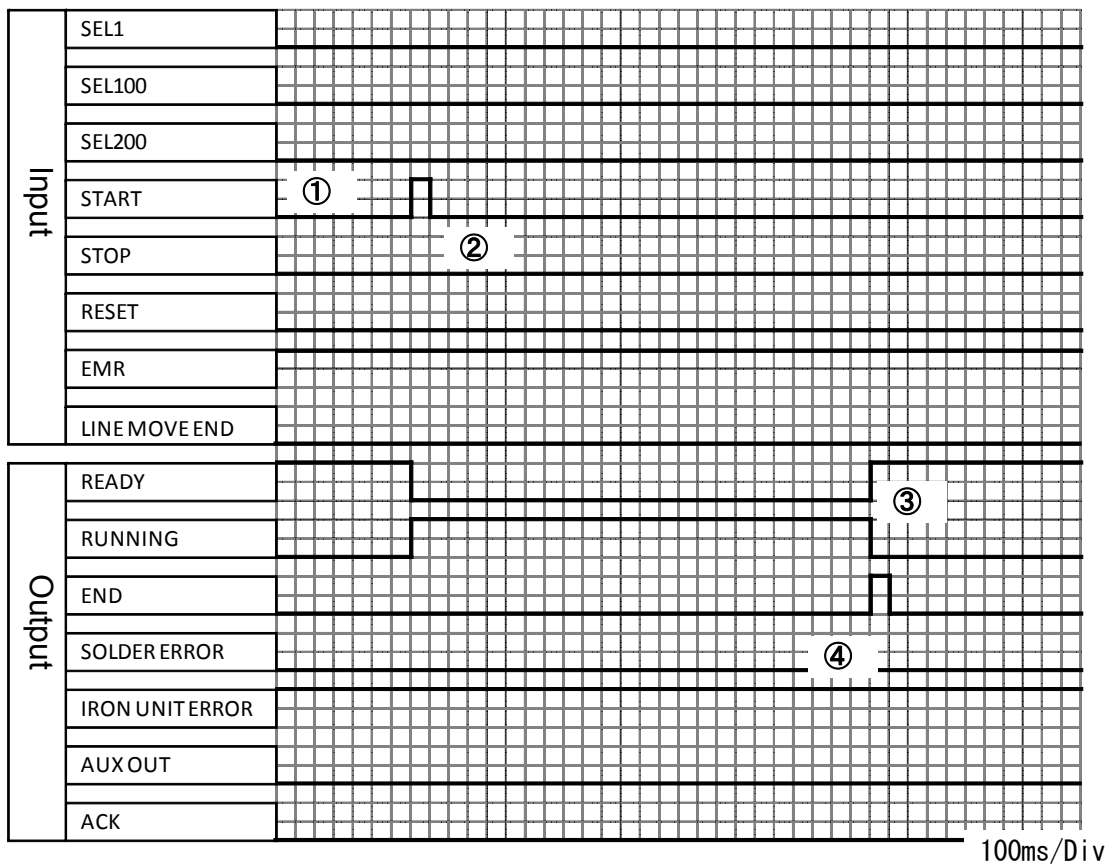 Input
SEL1
SEL100
SEL200
START
①
STOP
②
RESET
EMR
LINE MOVE END
Output
READY
③
RUNNING
END
SOLDER ERROR
④
IRON UNIT ERROR
AUX OUT
ACK
100ms/Div